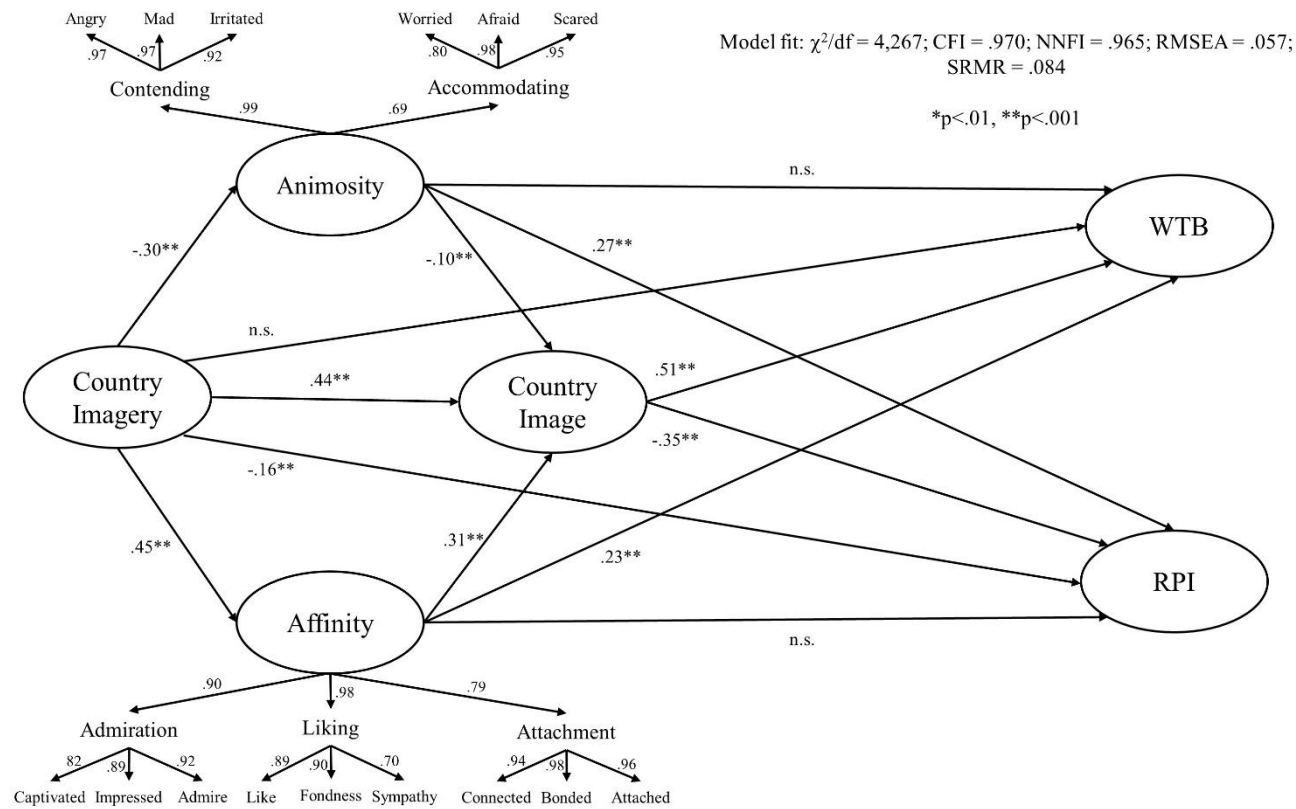 Angry Mad Irritated
.97 .97 .92
Contending
Worried Afraid Scared
.80 .98 .95
Accommodating
Model fit: χ²/df = 4,267; CFI = .970; NNFI = .965; RMSEA = .057;
SRMR = .084
*p<.01, **p<.001
.99 .69
Animosity
n.s.
WTB
-.30**
-.10**
.27**
n.s.
Country
Imagery
.44**
Country
Image
.51**
-.35**
-.16**
.45**
.31**
.23**
RPI
Affinity
n.s.
.90 .98 .79
Admiration
Liking
Attachment
82 .89 .92
.89 .90 .70
.94 .98 .96
Captivated Impressed Admire
Like Fondness Sympathy
Connected Bonded Attached